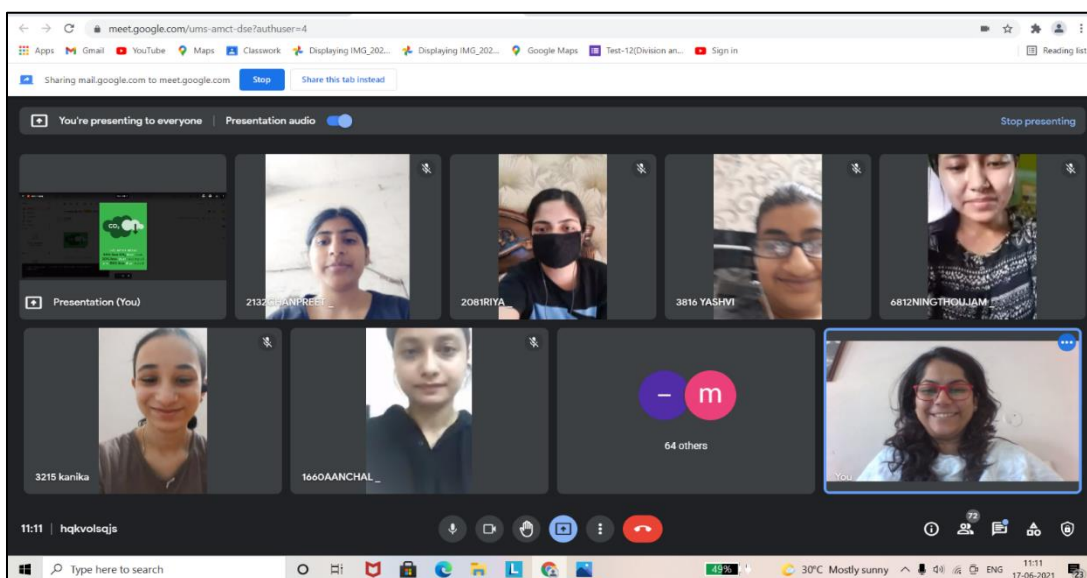 meet.google.com/ums-amct-dse?authuser=4
Apps Gmail YouTube Maps Classwork Displaying IMG_202... Displaying IMG_202... Google Maps Test-12(Division an... Sign in Reading list
Sharing mail.google.com to meet.google.com Stop Share this tab instead
You're presenting to everyone | Presentation audio Stop presenting
CO₂
Presentation (You)
2132CHANPREET _
2081RIYA _
3816 YASHVI
6812NINGTHOUJAM
3215 kanika
1660AANCHAL _
– m
64 others
You
11:11 | hqkvolsqjs
72
Type here to search
L
49%
30°C Mostly sunny
ENG
11:11
17-06-2021